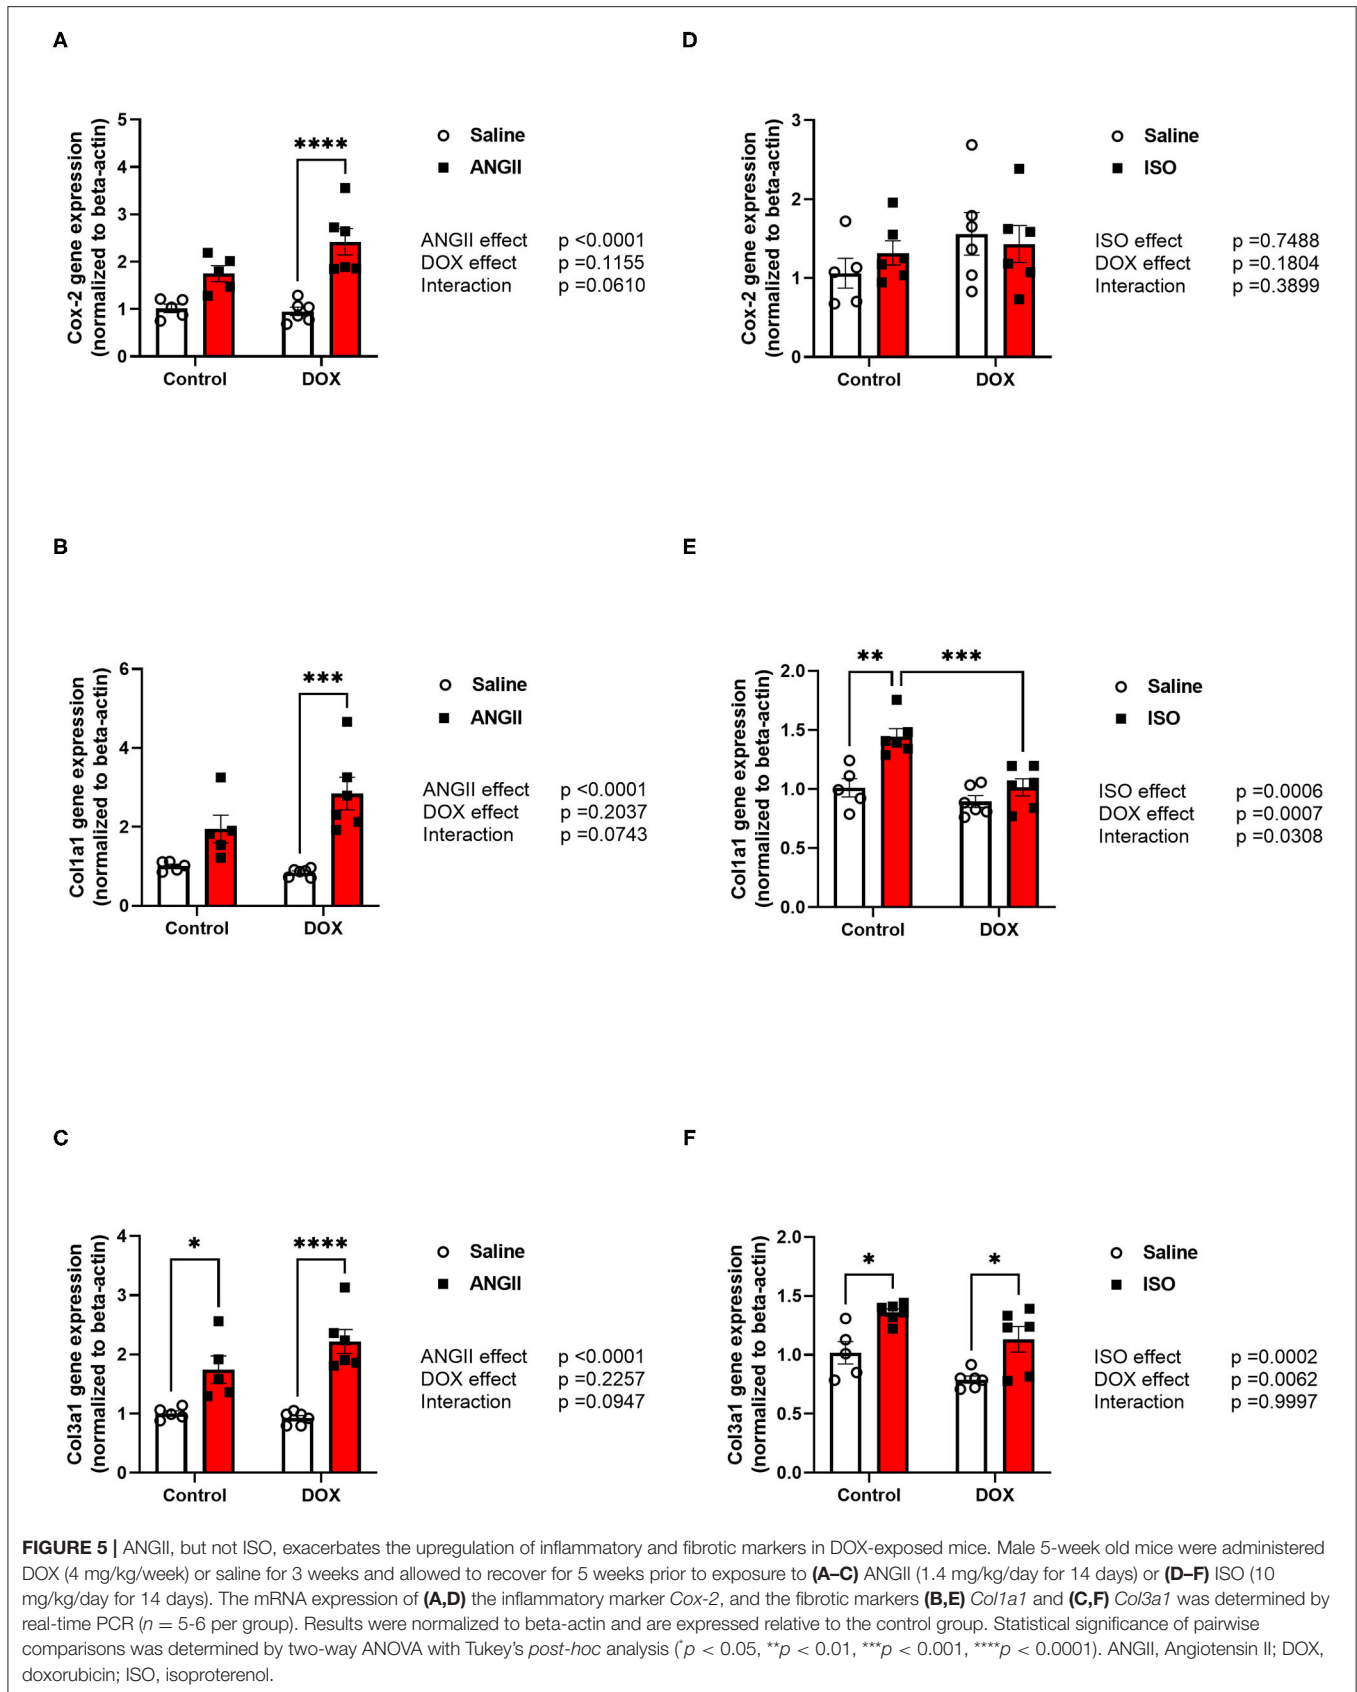 A
Cox-2 gene expression
(normalized to beta-actin)
5
4
3
2
1
0
****
Control
DOX
Saline
ANGII
ANGII effect p <0.0001
DOX effect p =0.1155
Interaction p =0.0610
D
Cox-2 gene expression
(normalized to beta-actin)
3
2
1
0
Control
DOX
Saline
ISO
ISO effect p =0.7488
DOX effect p =0.1804
Interaction p =0.3899
B
Col1a1 gene expression
(normalized to beta-actin)
6
4
2
0
***
Control
DOX
Saline
ANGII
ANGII effect p <0.0001
DOX effect p =0.2037
Interaction p =0.0743
E
Col1a1 gene expression
(normalized to beta-actin)
2.0
1.5
1.0
0.5
0.0
**
***
Control
DOX
Saline
ISO
ISO effect p =0.0006
DOX effect p =0.0007
Interaction p =0.0308
C
Col3a1 gene expression
(normalized to beta-actin)
4
3
2
1
0
*
****
Control
DOX
Saline
ANGII
ANGII effect p <0.0001
DOX effect p =0.2257
Interaction p =0.0947
F
Col3a1 gene expression
(normalized to beta-actin)
2.0
1.5
1.0
0.5
0.0
*
*
Control
DOX
Saline
ISO
ISO effect p =0.0002
DOX effect p =0.0062
Interaction p =0.9997
FIGURE 5 | ANGII, but not ISO, exacerbates the upregulation of inflammatory and fibrotic markers in DOX-exposed mice. Male 5-week old mice were administered
DOX (4 mg/kg/week) or saline for 3 weeks and allowed to recover for 5 weeks prior to exposure to (A–C) ANGII (1.4 mg/kg/day for 14 days) or (D–F) ISO (10
mg/kg/day for 14 days). The mRNA expression of (A,D) the inflammatory marker Cox-2, and the fibrotic markers (B,E) Col1a1 and (C,F) Col3a1 was determined by
real-time PCR (n = 5-6 per group). Results were normalized to beta-actin and are expressed relative to the control group. Statistical significance of pairwise
comparisons was determined by two-way ANOVA with Tukey's post-hoc analysis (*p < 0.05, **p < 0.01, ***p < 0.001, ****p < 0.0001). ANGII, Angiotensin II; DOX,
doxorubicin; ISO, isoproterenol.